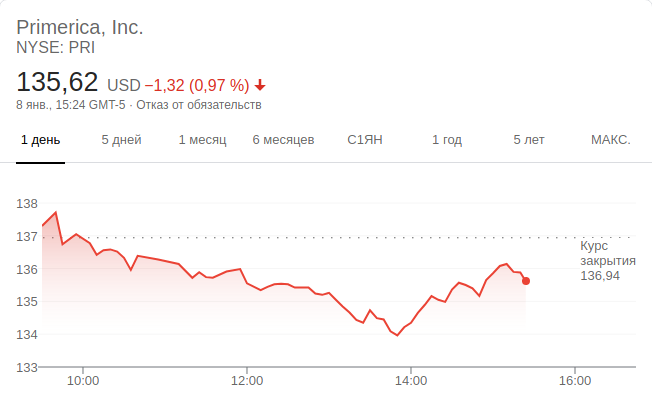 Primerica, Inc.
NYSE: PRI
135,62 USD −1,32 (0,97 %)
8 янв., 15:24 GMT-5 · Отказ от обязательств
1 день 5 дней 1 месяц 6 месяцев С1ЯН 1 год 5 лет МАКС.
138
137
136
135
134
133
Курс
закрытия
136,94
10:00 12:00 14:00 16:00